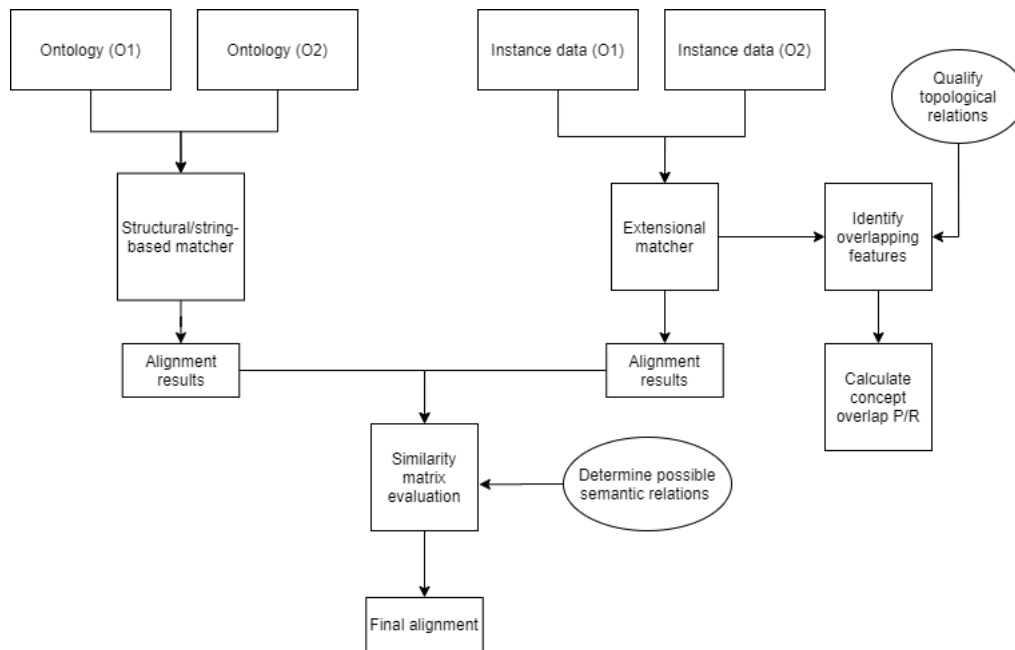 Ontology (O1)
Ontology (O2)
Instance data (O1)
Instance data (O2)
Qualify
topological
relations
Structural/string-
based matcher
Extensional
matcher
Identify
overlapping
features
Alignment
results
Alignment
results
Calculate
concept
overlap P/R
Similarity
matrix
evaluation
Determine possible
semantic relations
Final alignment